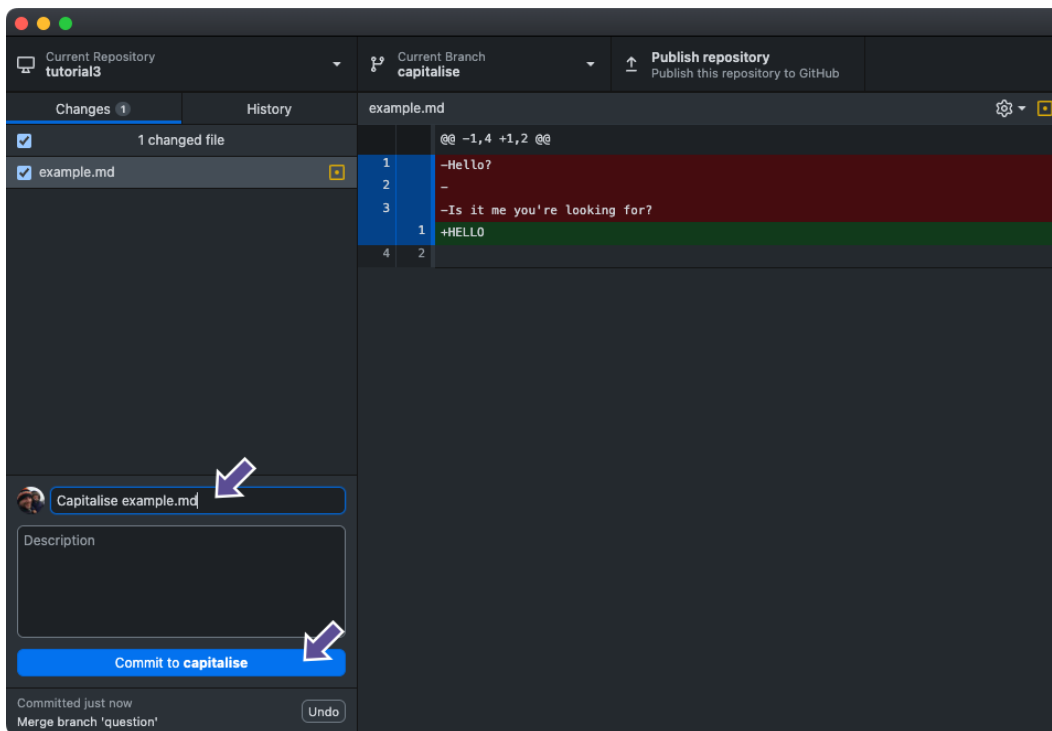 Current Repository
tutorial3
Current Branch
capitalise
Publish repository
Publish this repository to GitHub
Changes 1
History
1 changed file
example.md
example.md
@@ -1,4 +1,2 @@
1 -Hello?
2 -
3 -Is it me you're looking for?
1 +HELLO
4 2
Capitalise example.md
Description
Commit to capitalise
Committed just now
Merge branch 'question'
Undo